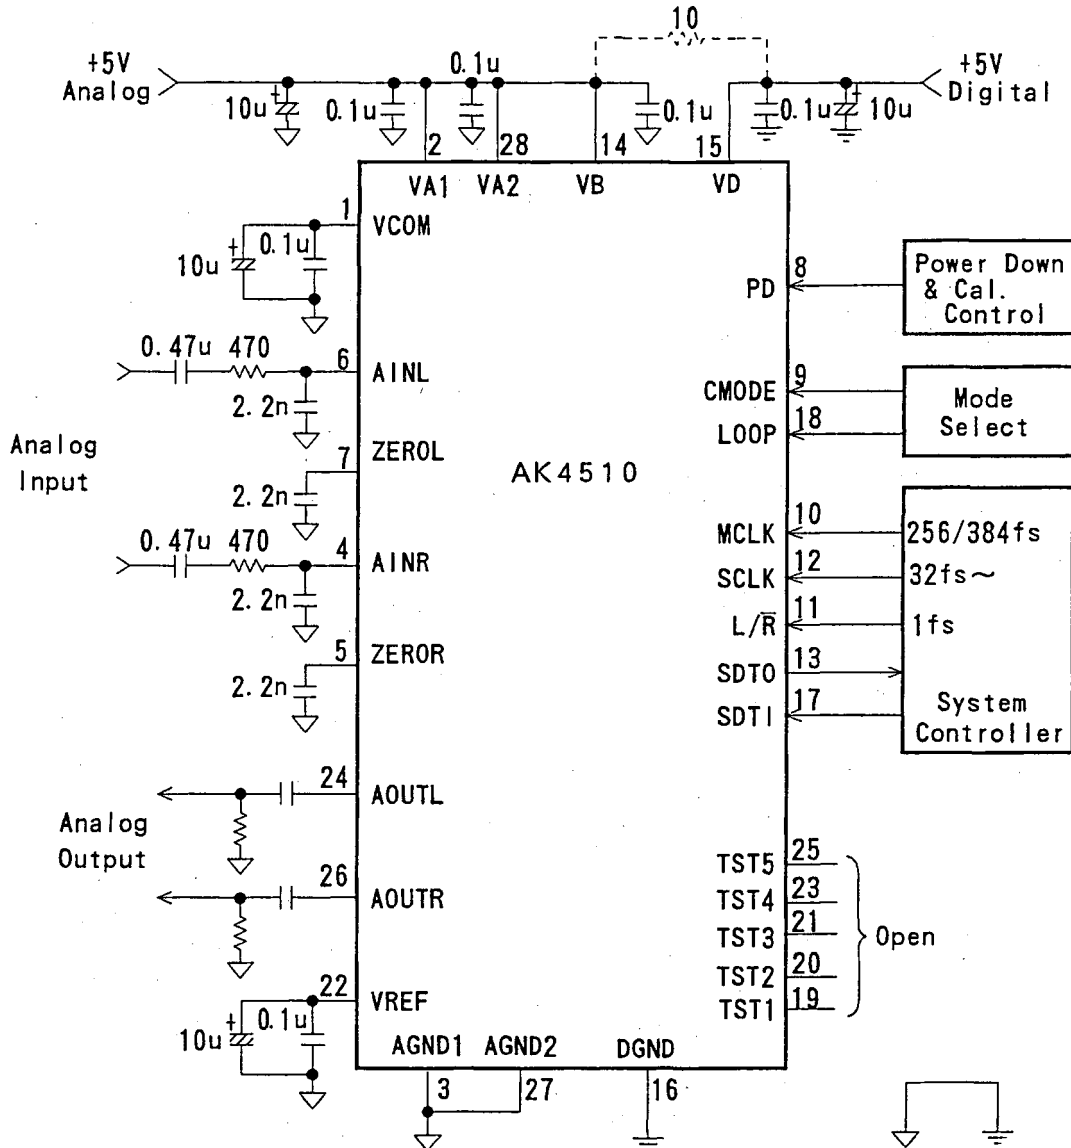 10
+5V
Analog
10u
+
0.1u
0.1u
0.1u
0.1u
+
10u
+5V
Digital
2
28
14
15
VA1
VA2
VB
VD
1
VCOM
+
10u
0.1u
8
PD
Power Down
& Cal.
Control
0.47u
470
6
AINL
2.2n
9
CMODE
18
LOOP
Mode
Select
Analog
Input
7
ZEROL
2.2n
AK4510
0.47u
470
4
AINR
2.2n
5
ZEROR
2.2n
10
MCLK
256/384fs
12
SCLK
32fs~
11
L/R̅
1fs
13
SDTO
17
SDTI
System
Controller
24
AOUTL
Analog
Output
26
AOUTR
25
TST5
23
TST4
21
TST3
20
TST2
19
TST1
Open
22
VREF
+
10u
0.1u
AGND1
AGND2
DGND
3
27
16